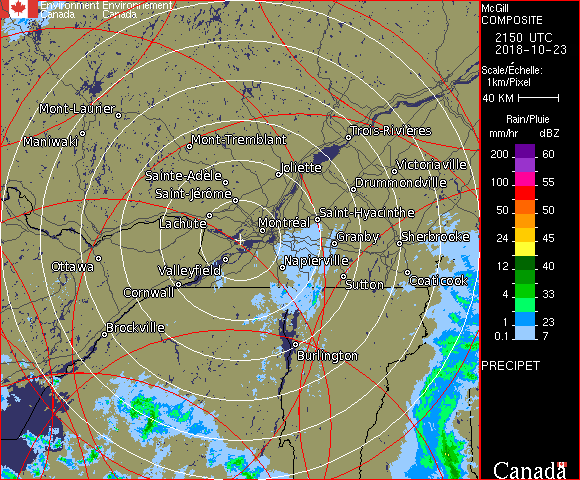 Environment Environnement
Canada Canada
McGill
COMPOSITE
2150 UTC
2018-10-23
Scale/Échelle:
1km/Pixel
40 KM
Rain/Pluie
mm/hr dBZ
200 60
100 55
50 50
24 45
12 40
4 33
2 28
1 23
0.1 7
PRECIPET
Canada
Mont-Laurier
Maniwaki
Mont-Tremblant
Trois-Rivières
Sainte-Adèle
Joliette
Victoriaville
Saint-Jérôme
Drummondville
Lachute
Montréal
Saint-Hyacinthe
Granby
Sherbrooke
Ottawa
Valleyfield
Napierville
Cornwall
Sutton
Coaticook
Brockville
Burlington